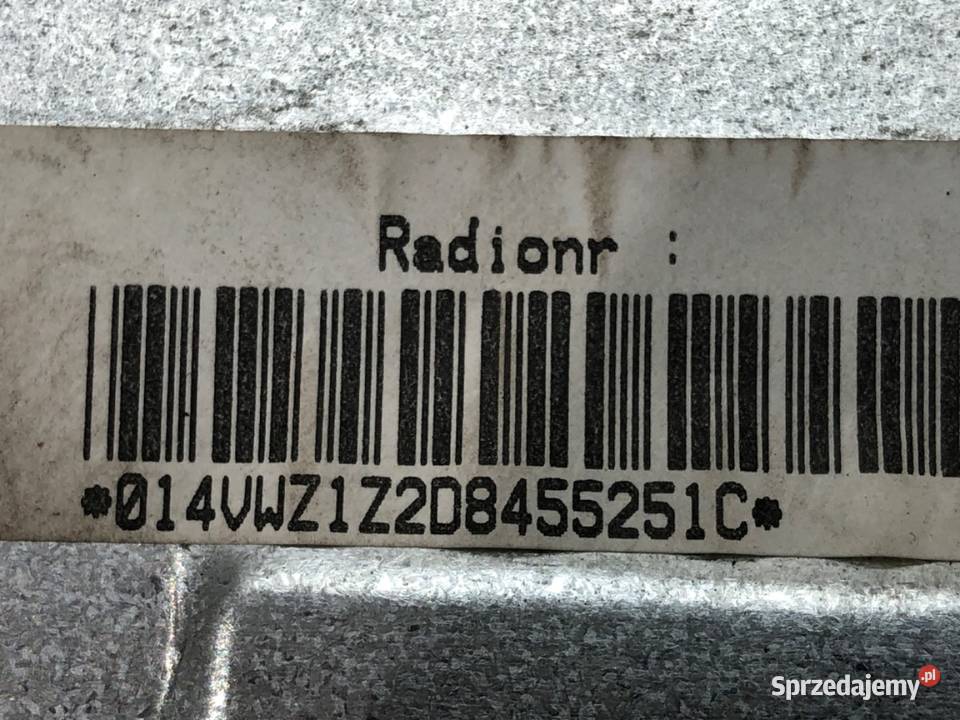 Radionr :
*014VWZ1Z2D8455251C*
Sprzedajemy.pl